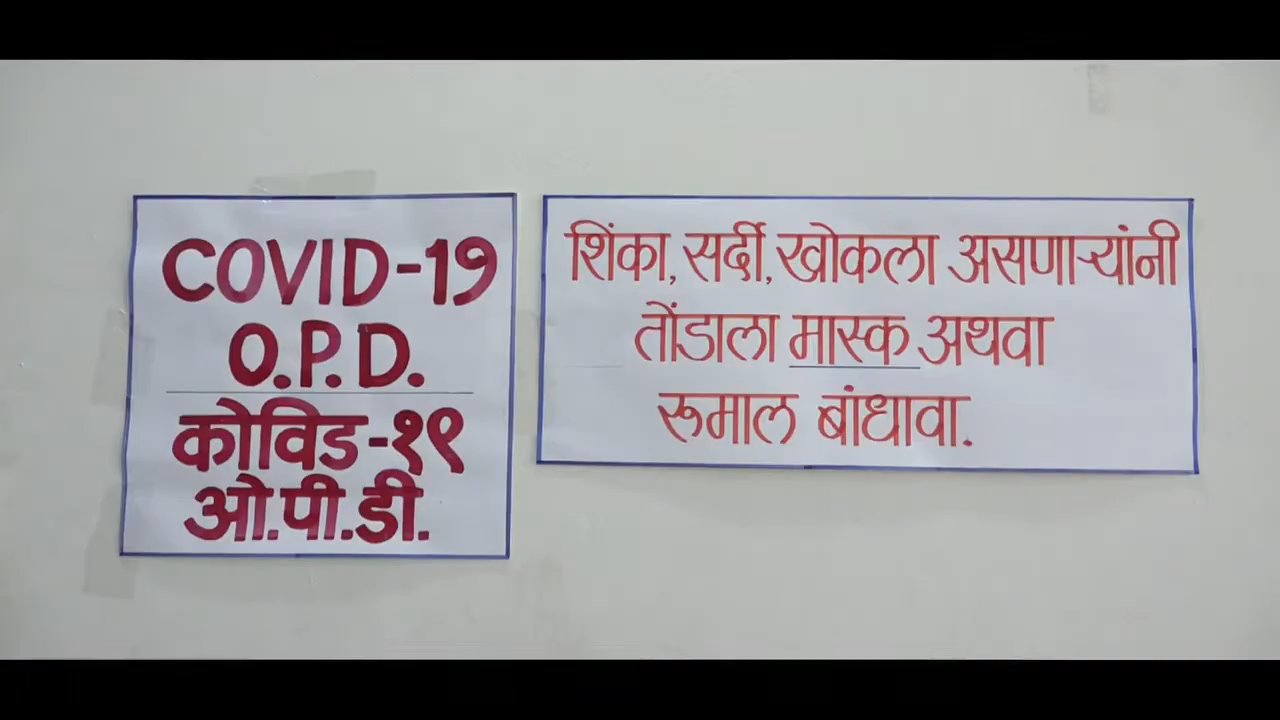 COVID-19
O.P.D.
कोविड-१९
ओ.पी.डी.
शिंका, सर्दी, खोकला असणाऱ्यांनी
तोंडाला मास्क अथवा
रूमाल बांधावा.